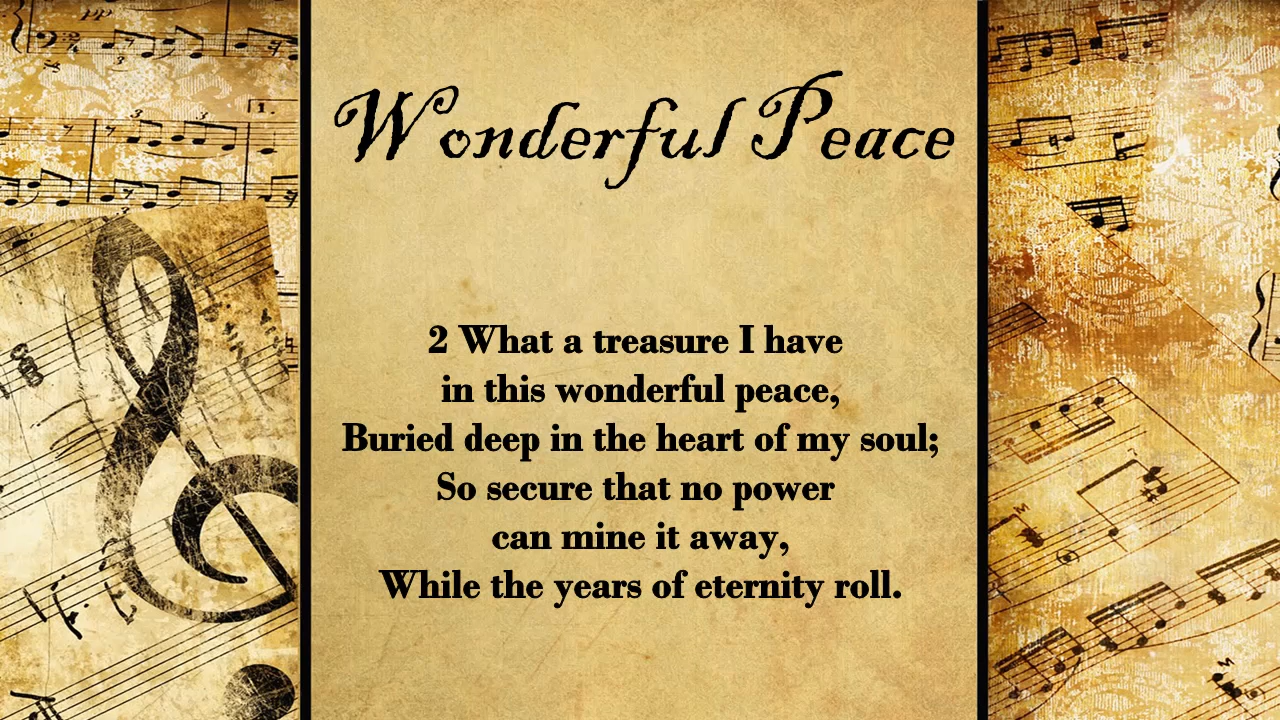 Wonderful Peace
2 What a treasure I have
in this wonderful peace,
Buried deep in the heart of my soul;
So secure that no power
can mine it away,
While the years of eternity roll.